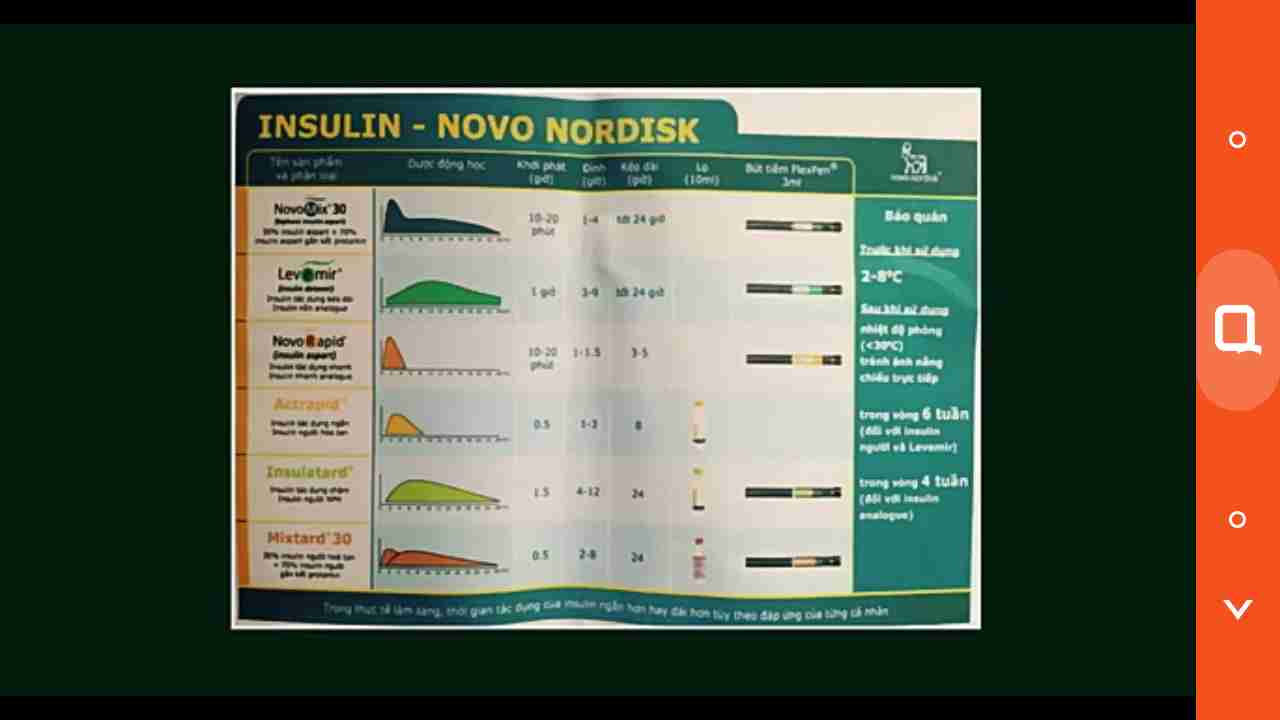 INSULIN - NOVO NORDISK
Tên sản phẩm
và phân loại
Dược động học
Khởi phát
(giờ)
Đỉnh
(giờ)
Kéo dài
(giờ)
Lọ
(10ml)
Bút tiêm FlexPen®
3ml
NOVO NORDISK
NovoMix®30
(biphasic insulin aspart)
30% insulin aspart + 70%
insulin aspart gắn kết protamin
10-20
phút
1-4
tới 24 giờ
Levemir®
(insulin detemir)
Insulin tác dụng kéo dài
Insulin nền analogue
1 giờ
3-9
tới 24 giờ
NovoRapid®
(insulin aspart)
Insulin tác dụng nhanh
Insulin nhanh analogue
10-20
phút
1-1.5
3-5
Actrapid®
Insulin tác dụng ngắn
Insulin người hòa tan
0.5
1-3
8
Insulatard®
Insulin tác dụng chậm
Insulin người NPH
1.5
4-12
24
Mixtard®30
30% insulin người hoà tan
+ 70% insulin người
gắn kết protamin
0.5
2-8
24
Bảo quản
Trước khi sử dụng
2-8°C
Sau khi sử dụng
nhiệt độ phòng
(<30°C)
tránh ánh nắng
chiếu trực tiếp
trong vòng 6 tuần
(đối với insulin
người và Levemir)
trong vòng 4 tuần
(đối với insulin
analogue)
Trong thực tế lâm sàng, thời gian tác dụng của insulin ngắn hơn hay dài hơn tùy theo đáp ứng của từng cá nhân